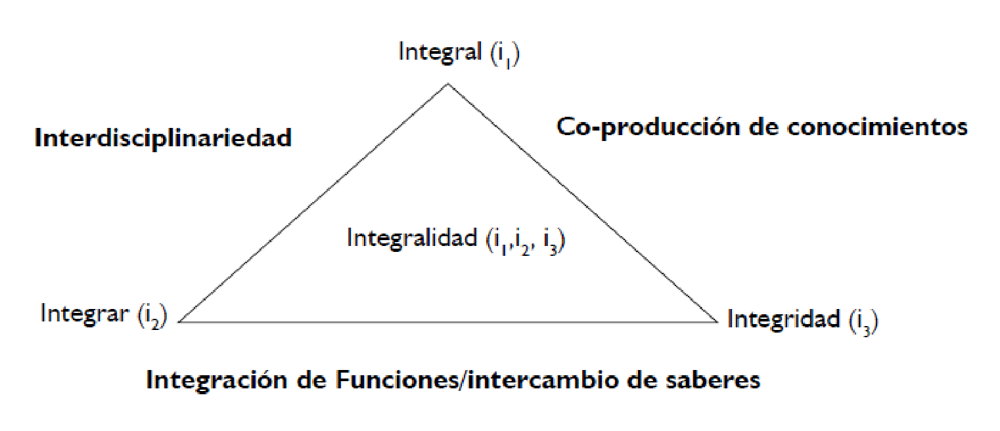 Integral (i₁)
Interdisciplinariedad
Co-producción de conocimientos
Integralidad (i₁,i₂, i₃)
Integrar (i₂)
Integridad (i₃)
Integración de Funciones/intercambio de saberes